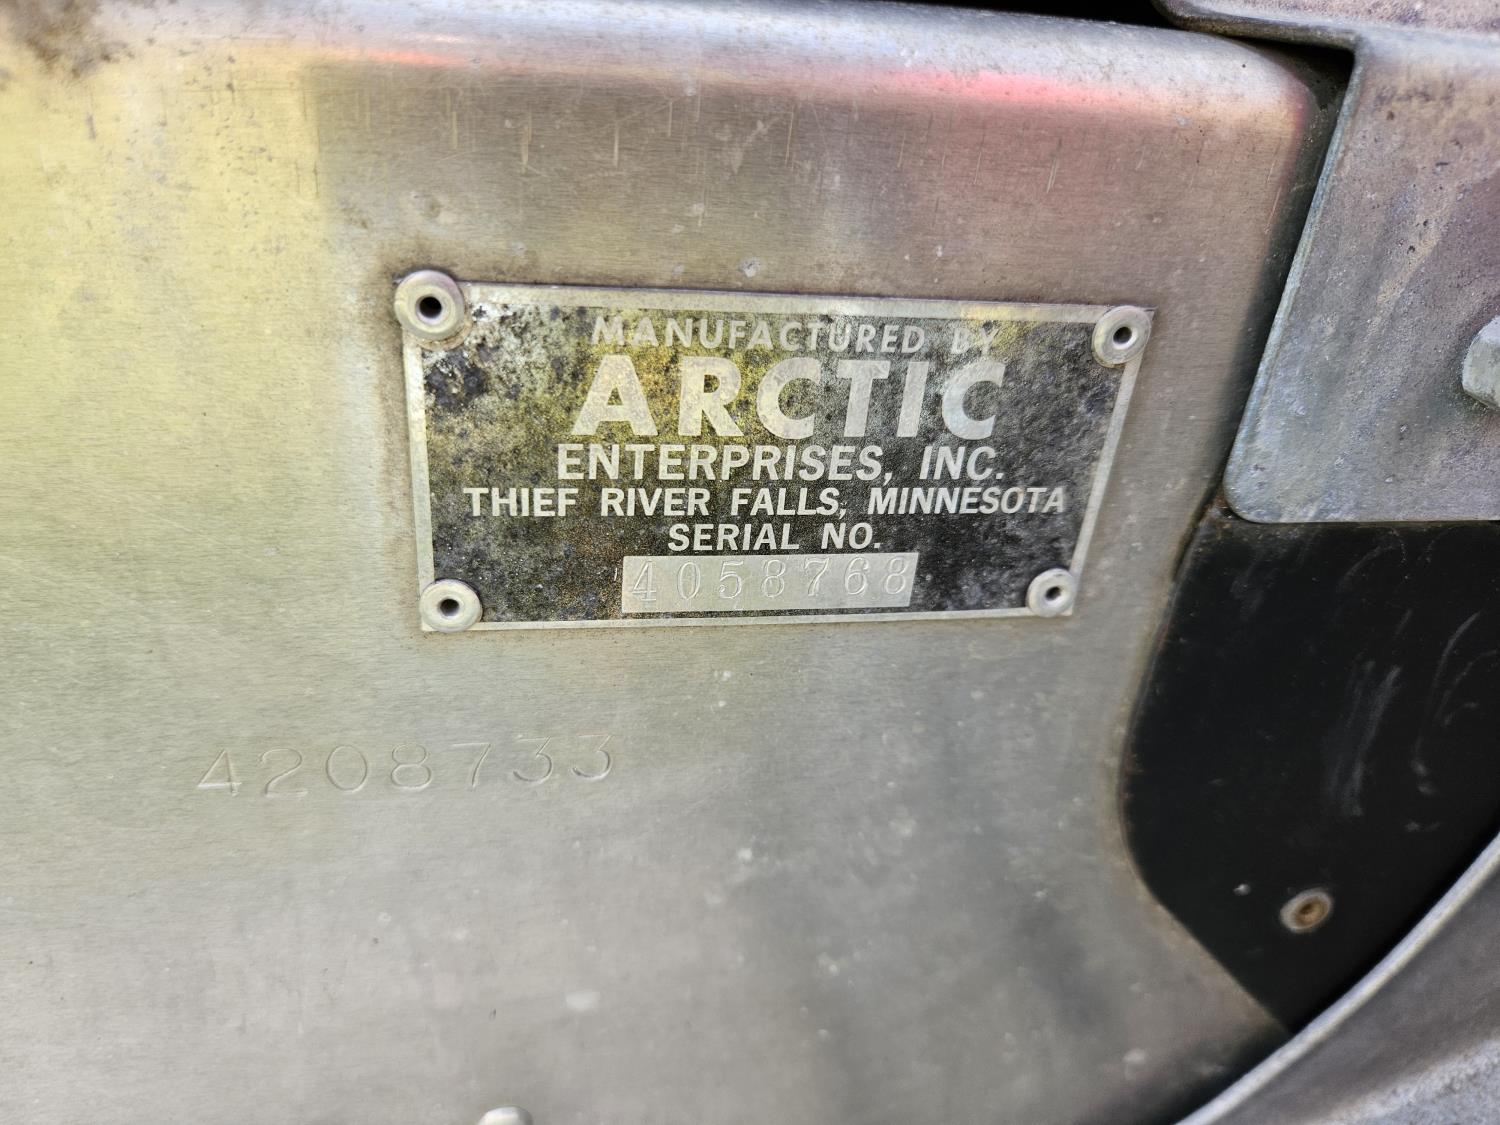 MANUFACTURED BY
ARCTIC
ENTERPRISES, INC.
THIEF RIVER FALLS, MINNESOTA
SERIAL NO.
4058768
4208733